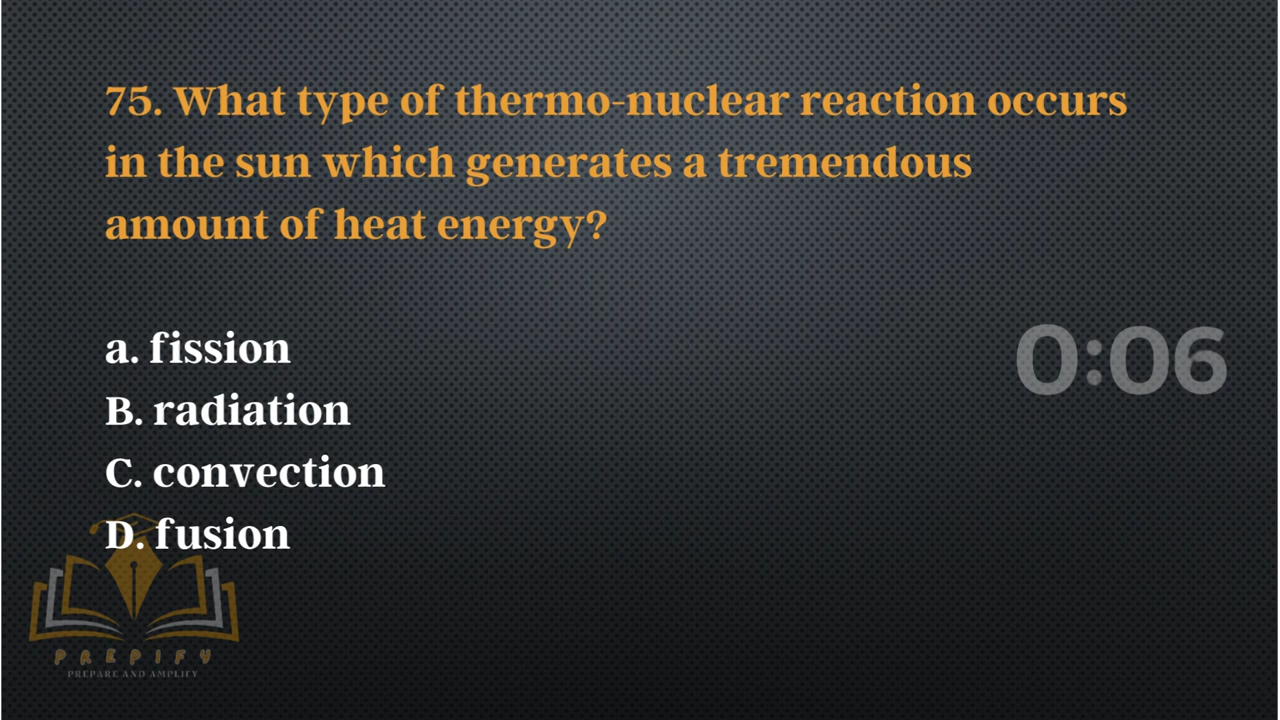 75. What type of thermo-nuclear reaction occurs
in the sun which generates a tremendous
amount of heat energy?
a. fission
B. radiation
C. convection
D. fusion
0:06
PREPIFY
PREPARE AND AMPLIFY